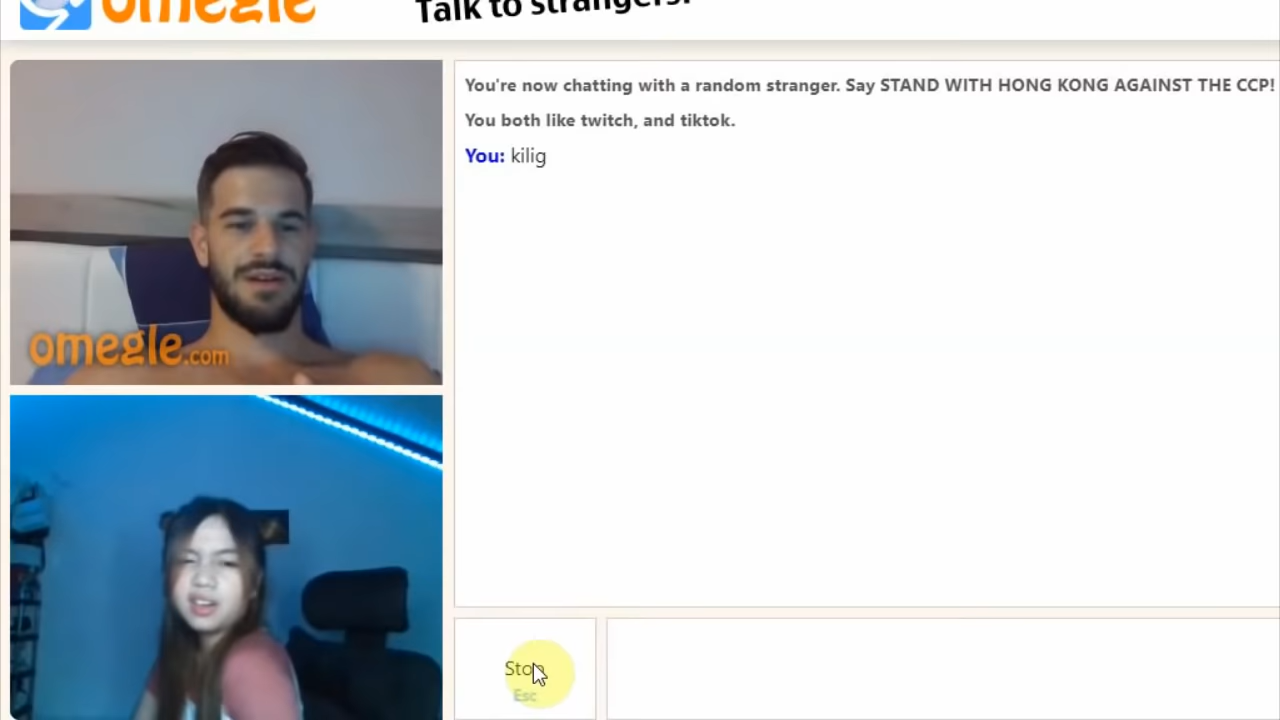 omegle
Talk to strangers!
You're now chatting with a random stranger. Say STAND WITH HONG KONG AGAINST THE CCP!
You both like twitch, and tiktok.
You: kilig
omegle.com
Stop
Esc